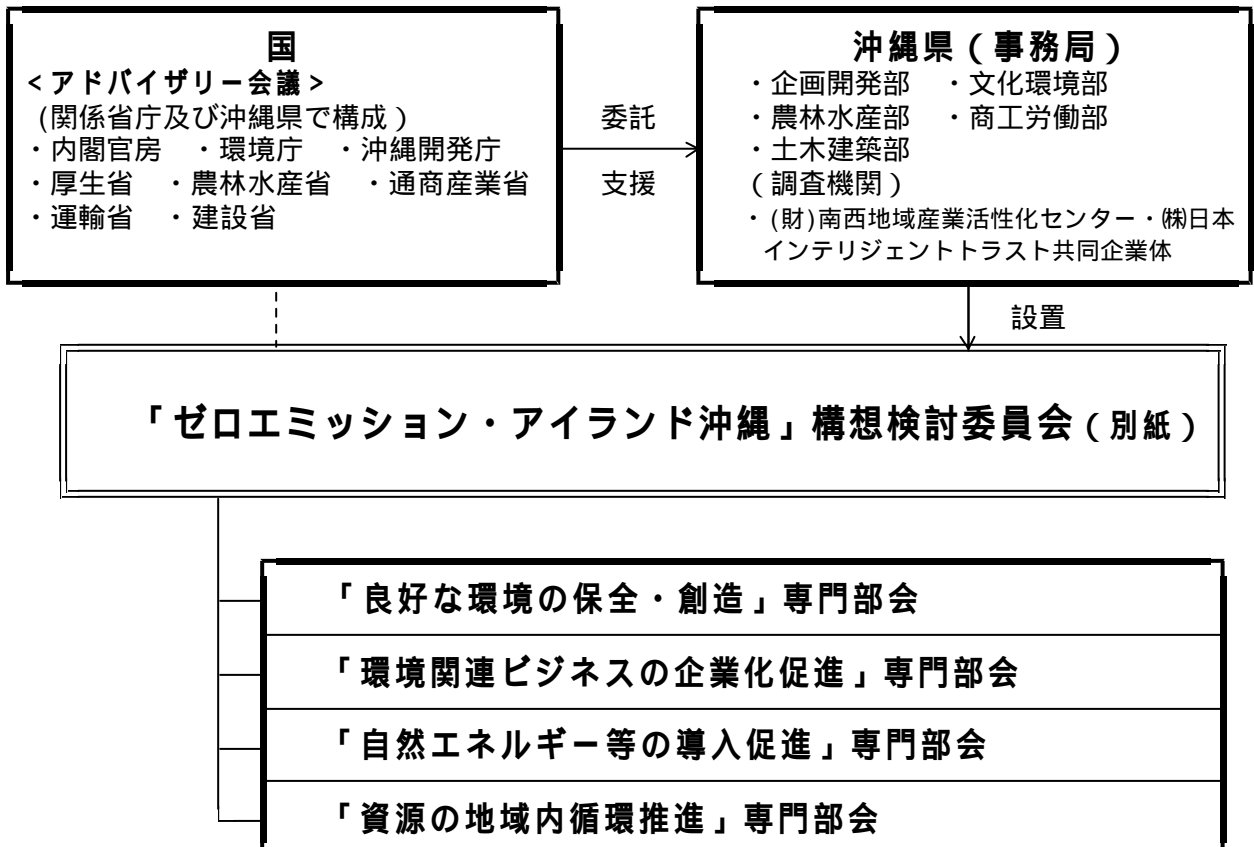 国
<アドバイザリー会議>
(関係省庁及び沖縄県で構成)
・内閣官房 ・環境庁 ・沖縄開発庁
・厚生省 ・農林水産省 ・通商産業省
・運輸省 ・建設省
委託
支援
沖縄県(事務局)
・企画開発部 ・文化環境部
・農林水産部 ・商工労働部
・土木建築部
(調査機関)
・(財)南西地域産業活性化センター・㈱日本
インテリジェントトラスト共同企業体
設置
「ゼロエミッション・アイランド沖縄」構想検討委員会(別紙)
「良好な環境の保全・創造」専門部会
「環境関連ビジネスの企業化促進」専門部会
「自然エネルギー等の導入促進」専門部会
「資源の地域内循環推進」専門部会